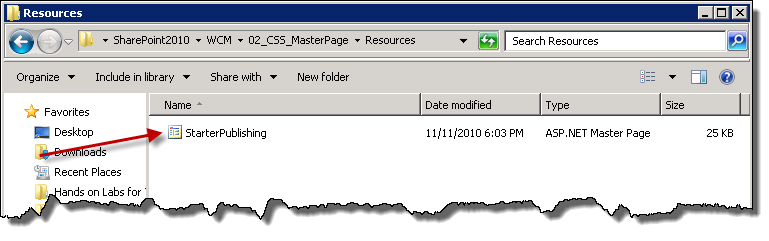 Resources
SharePoint2010 WCM 02_CSS_MasterPage Resources Search Resources
Organize Include in library Share with New folder
Favorites
Desktop
Downloads
Recent Places
Hands on Labs for
Name Date modified Type Size
StarterPublishing 11/11/2010 6:03 PM ASP.NET Master Page 25 KB